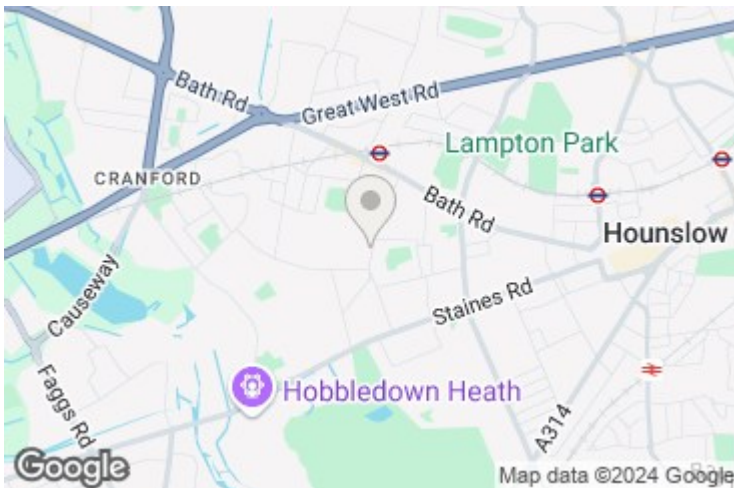 Bath Rd
Great West Rd
Lampton Park
CRANFORD
Bath Rd
Hounslow
Causeway
Staines Rd
Faggs Rd
Hobbledown Heath
A314
Google
Map data ©2024 Google